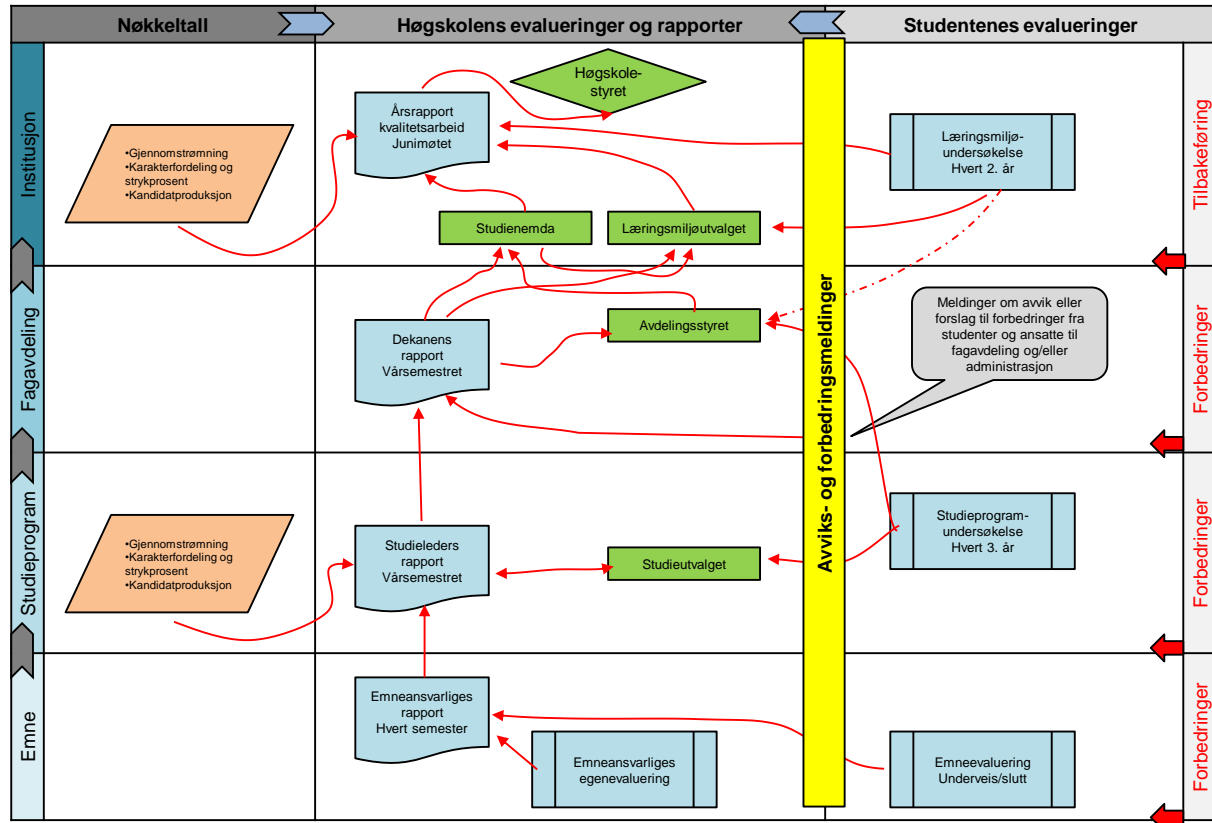 Nøkkeltall
Høgskolens evalueringer og rapporter
Studentenes evalueringer
Institusjon
Høgskole-
styret
Årsrapport
kvalitetsarbeid
Junimøtet
•Gjennomstrømning
•Karakterfordeling og
strykprosent
•Kandidatproduksjon
Læringsmiljø-
undersøkelse
Hvert 2. år
Studienemda
Læringsmiljøutvalget
Tilbakeføring
Fagavdeling
Dekanens
rapport
Vårsemestret
Avdelingsstyret
Avviks- og forbedringsmeldinger
Meldinger om avvik eller
forslag til forbedringer fra
studenter og ansatte til
fagavdeling og/eller
administrasjon
Forbedringer
Studieprogram
•Gjennomstrømning
•Karakterfordeling og
strykprosent
•Kandidatproduksjon
Studieleders
rapport
Vårsemestret
Studieutvalget
Studieprogram-
undersøkelse
Hvert 3. år
Forbedringer
Emne
Emneansvarliges
rapport
Hvert semester
Emneansvarliges
egenevaluering
Emneevaluering
Underveis/slutt
Forbedringer